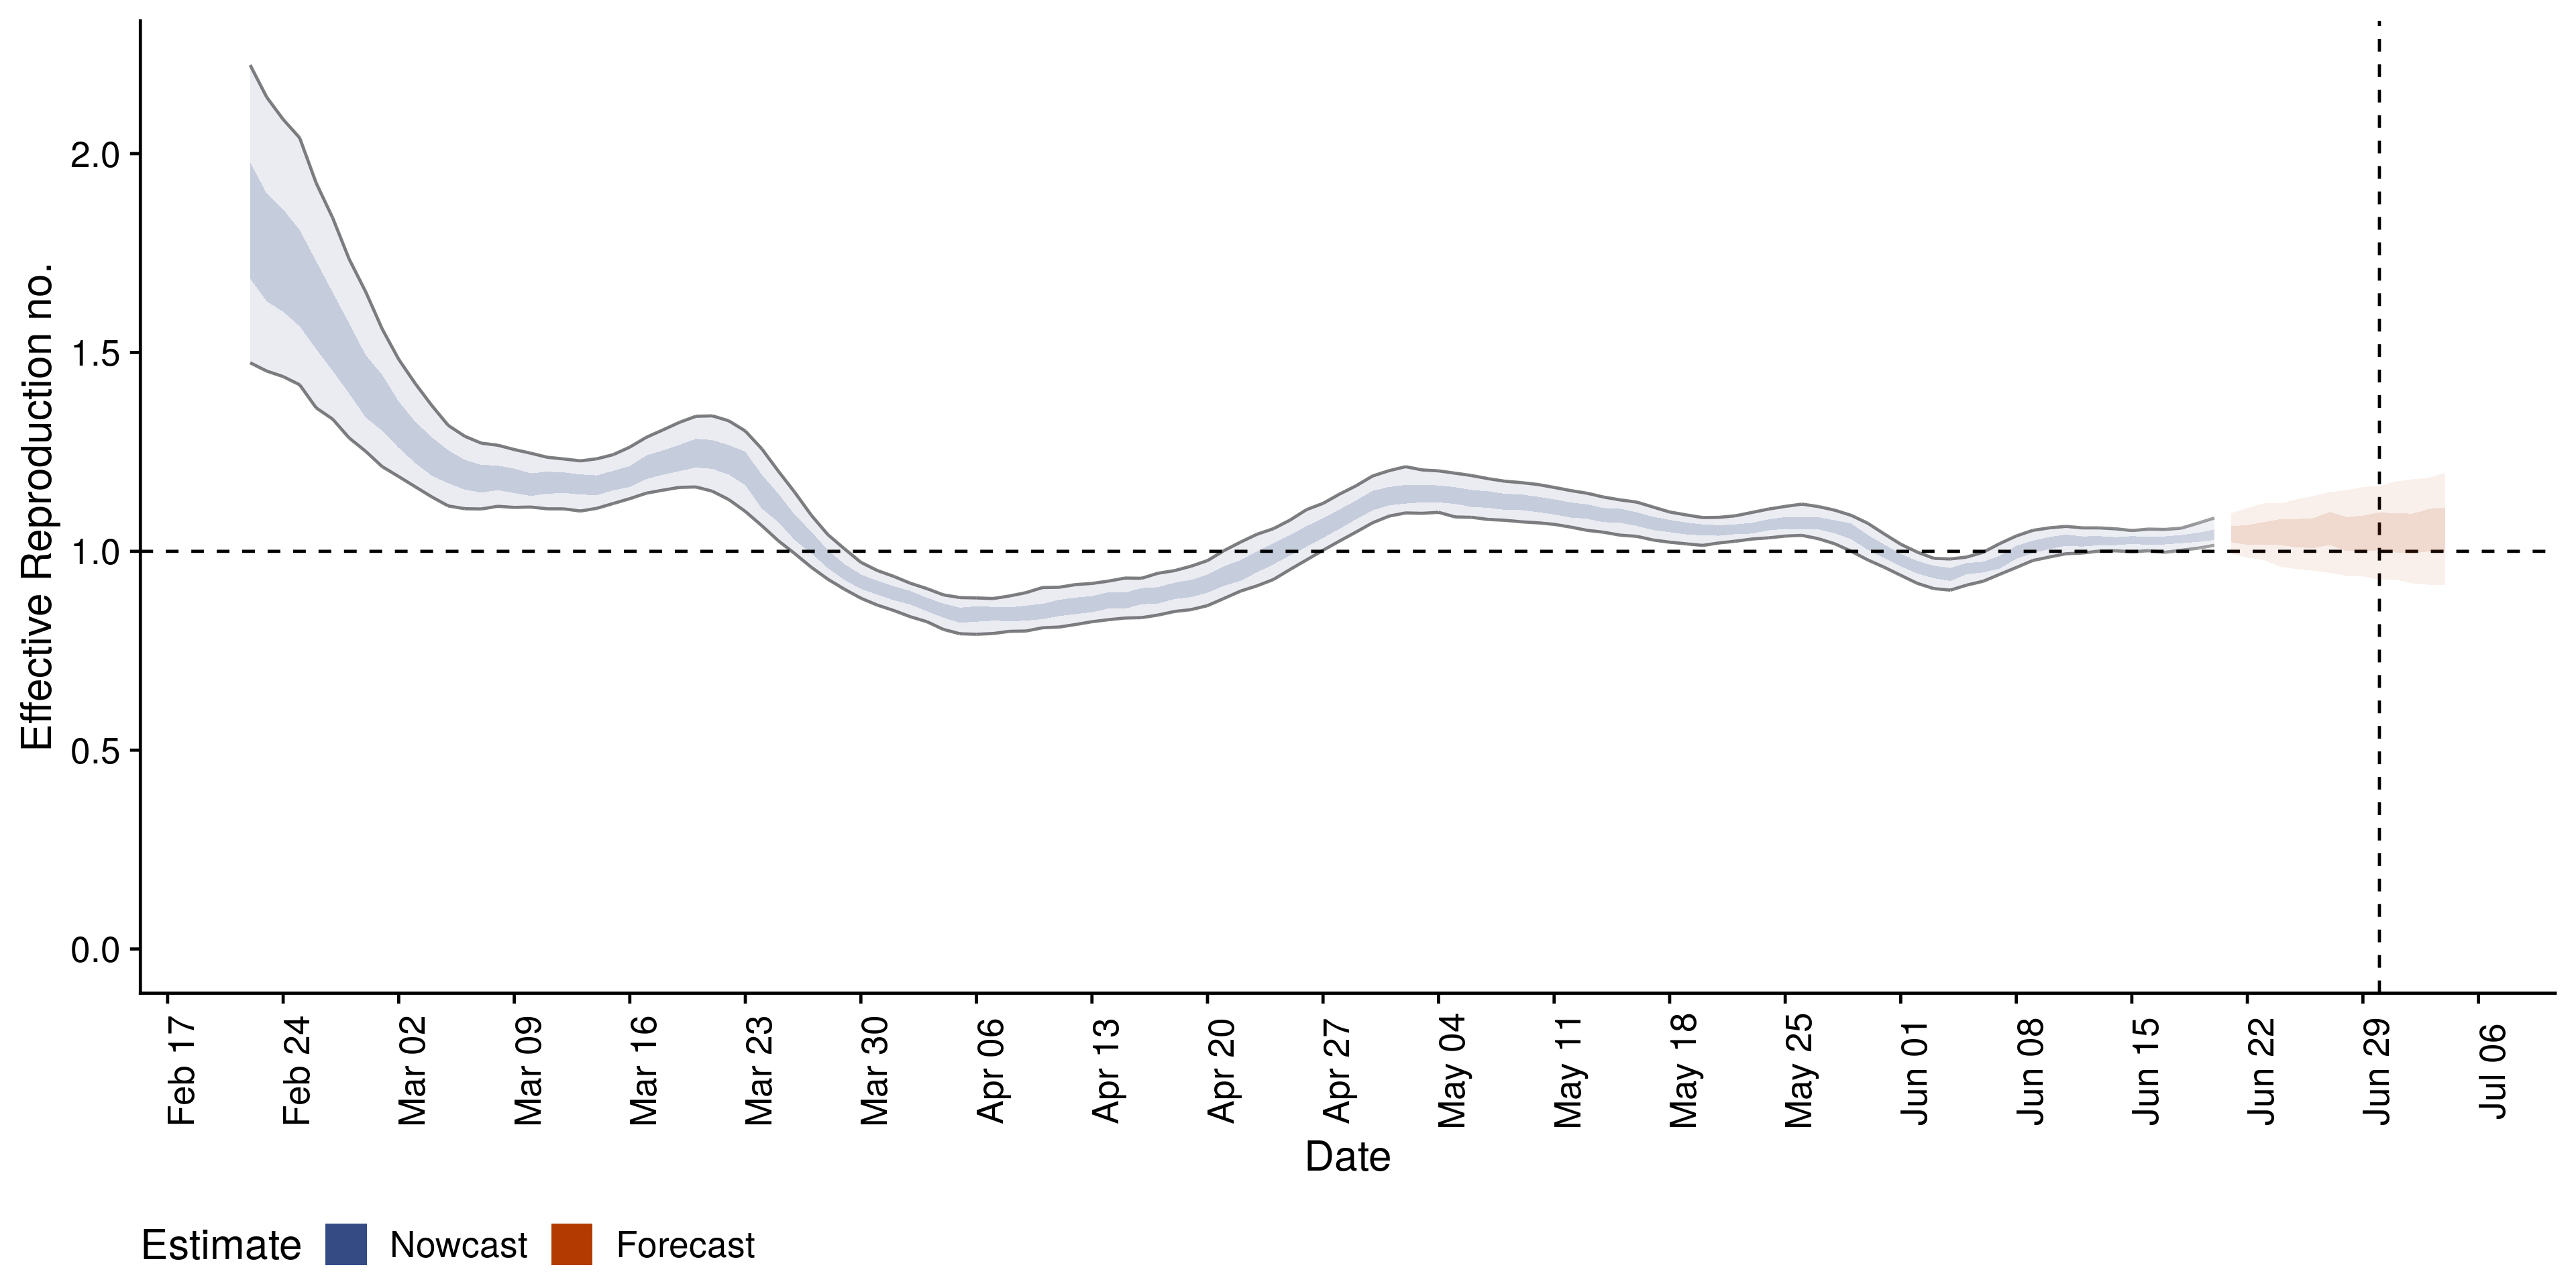 Effective Reproduction no.
2.0
1.5
1.0
0.5
0.0
Feb 17
Feb 24
Mar 02
Mar 09
Mar 16
Mar 23
Mar 30
Apr 06
Apr 13
Apr 20
Apr 27
May 04
May 11
May 18
May 25
Jun 01
Jun 08
Jun 15
Jun 22
Jun 29
Jul 06
Date
Estimate Nowcast Forecast